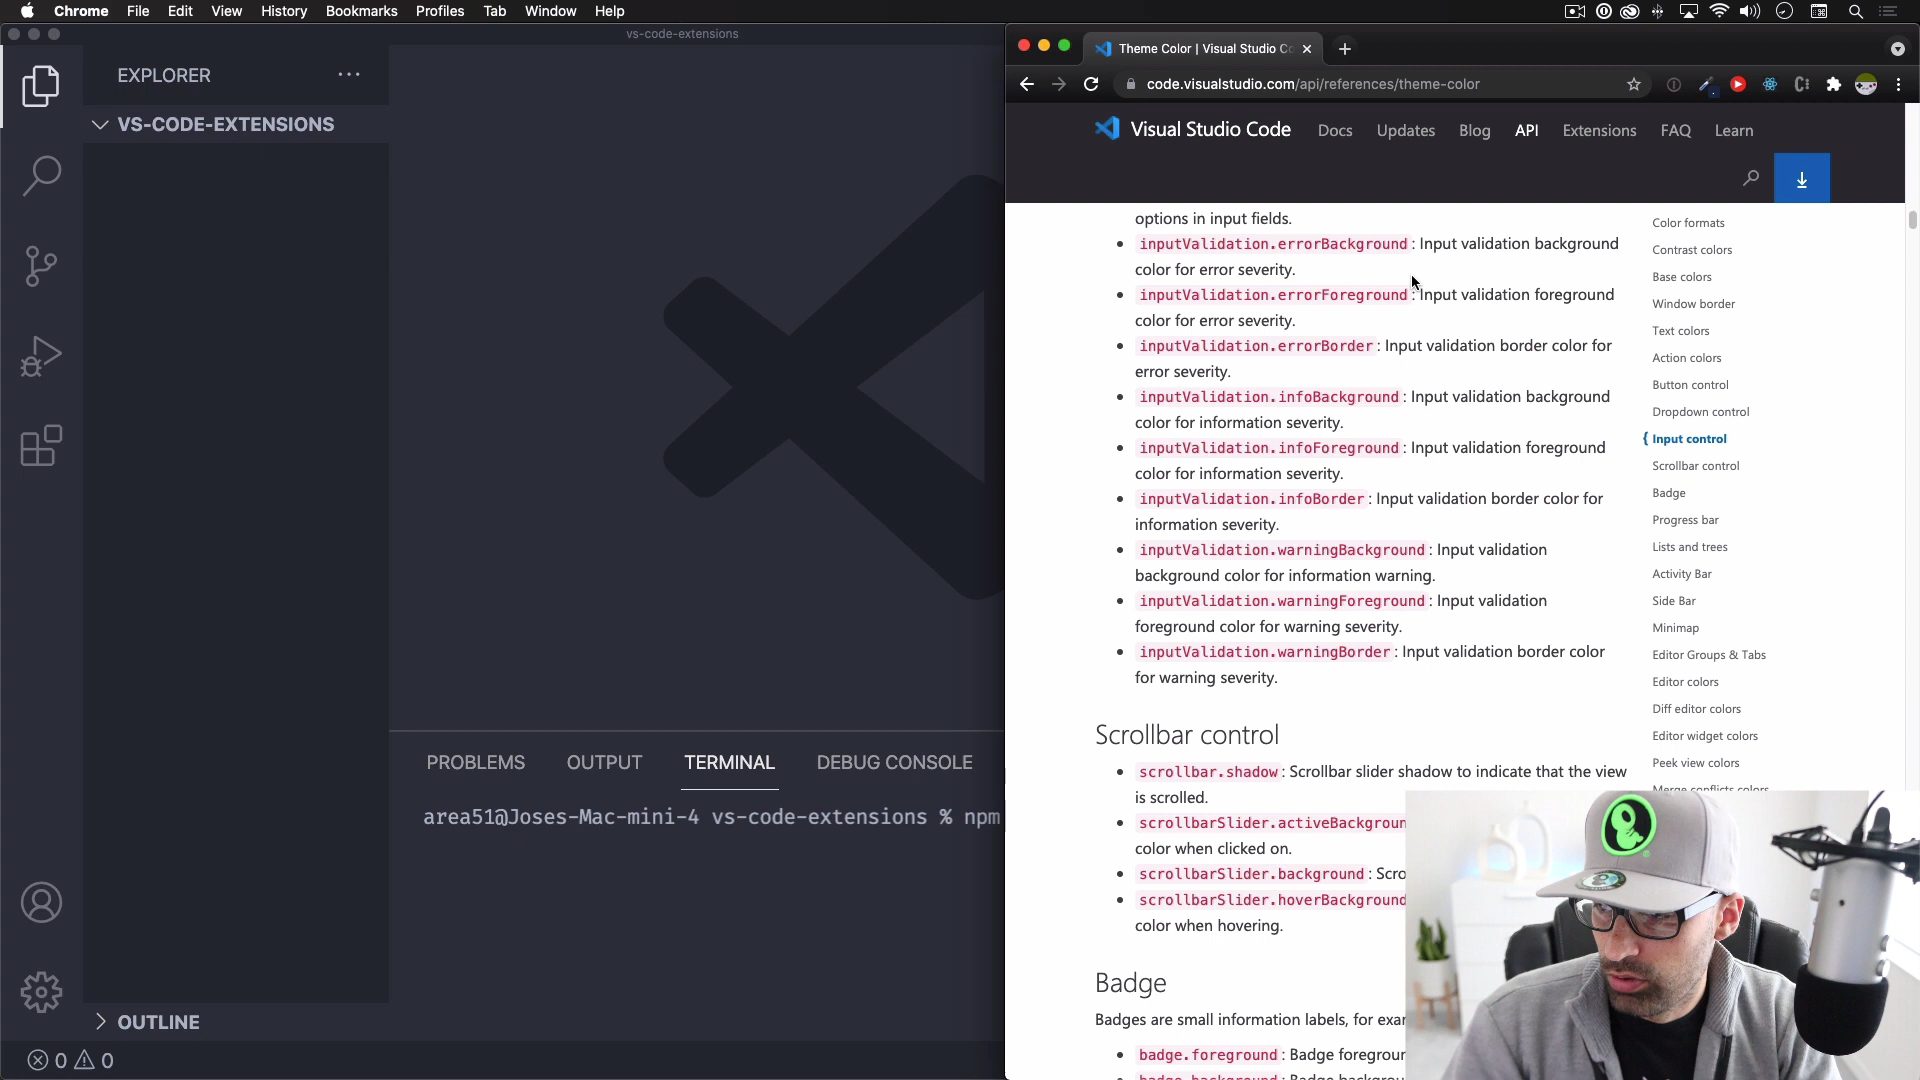 Chrome File Edit View History Bookmarks Profiles Tab Window Help
vs-code-extensions
EXPLORER
VS-CODE-EXTENSIONS
OUTLINE
0 0
PROBLEMS OUTPUT TERMINAL DEBUG CONSOLE
area51@Joses-Mac-mini-4 vs-code-extensions % npm
Theme Color | Visual Studio Co
code.visualstudio.com/api/references/theme-color
Visual Studio Code Docs Updates Blog API Extensions FAQ Learn
options in input fields.
inputValidation.errorBackground: Input validation background
color for error severity.
inputValidation.errorForeground: Input validation foreground
color for error severity.
inputValidation.errorBorder: Input validation border color for
error severity.
inputValidation.infoBackground: Input validation background
color for information severity.
inputValidation.infoForeground: Input validation foreground
color for information severity.
inputValidation.infoBorder: Input validation border color for
information severity.
inputValidation.warningBackground: Input validation
background color for information warning.
inputValidation.warningForeground: Input validation
foreground color for warning severity.
inputValidation.warningBorder: Input validation border color
for warning severity.
Scrollbar control
scrollbar.shadow: Scrollbar slider shadow to indicate that the view
is scrolled.
scrollbarSlider.activeBackgroun
color when clicked on.
scrollbarSlider.background: Scro
scrollbarSlider.hoverBackground
color when hovering.
Badge
Badges are small information labels, for exa
badge.foreground: Badge foregrour
badge.background: Badge backgrou
Color formats
Contrast colors
Base colors
Window border
Text colors
Action colors
Button control
Dropdown control
{ Input control
Scrollbar control
Badge
Progress bar
Lists and trees
Activity Bar
Side Bar
Minimap
Editor Groups & Tabs
Editor colors
Diff editor colors
Editor widget colors
Peek view colors
Merge conflicts colors